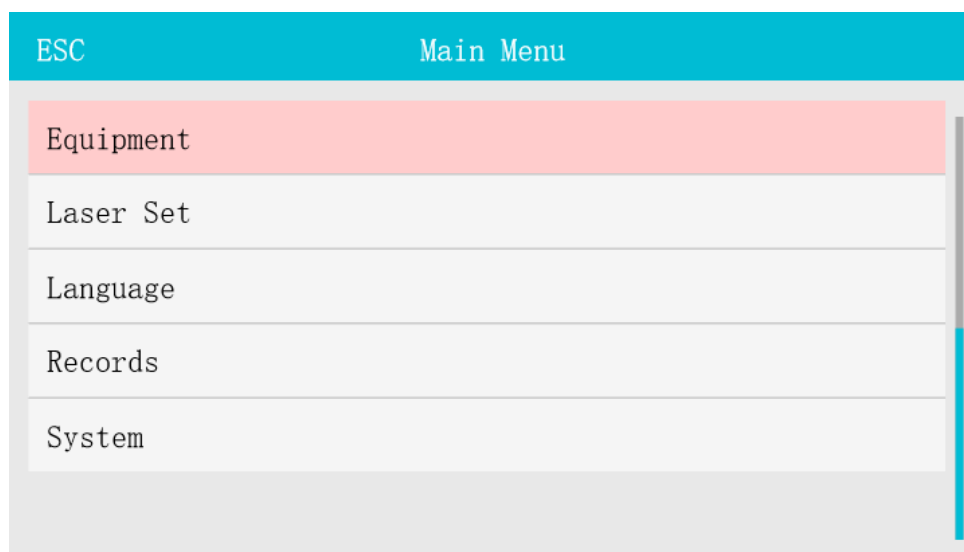 ESC Main Menu
Equipment
Laser Set
Language
Records
System